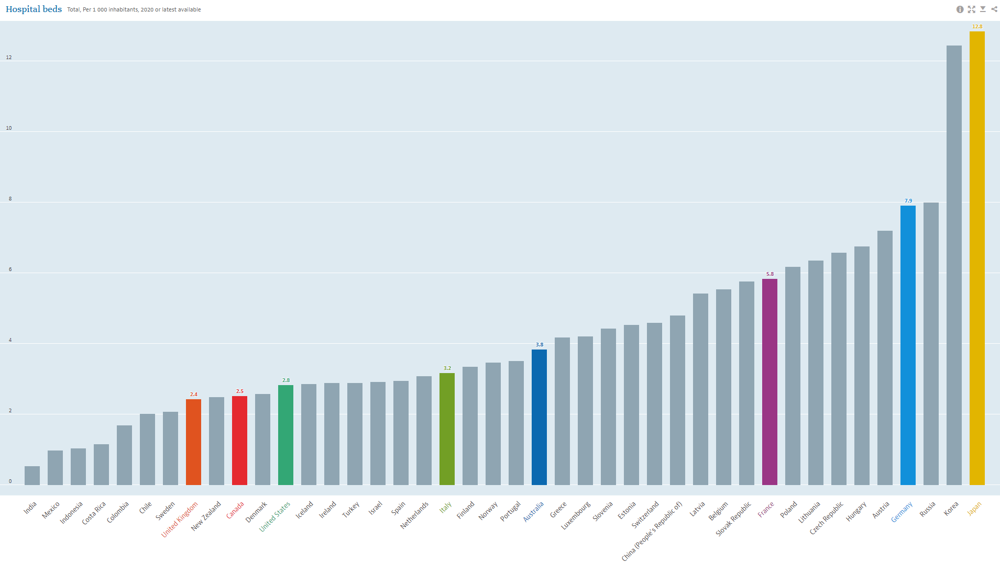 Hospital beds Total, Per 1 000 inhabitants, 2020 or latest available
12.8
12
10
8
7.9
6
5.8
4
3.8
3.2
2.8
2.5
2.4
2
0
India
Mexico
Indonesia
Costa Rica
Colombia
Chile
Sweden
United Kingdom
New Zealand
Canada
Denmark
United States
Iceland
Ireland
Turkey
Israel
Spain
Netherlands
Italy
Finland
Norway
Portugal
Australia
Greece
Luxembourg
Slovenia
Estonia
Switzerland
China (People's Republic of)
Latvia
Belgium
Slovak Republic
France
Poland
Lithuania
Czech Republic
Hungary
Austria
Germany
Russia
Korea
Japan